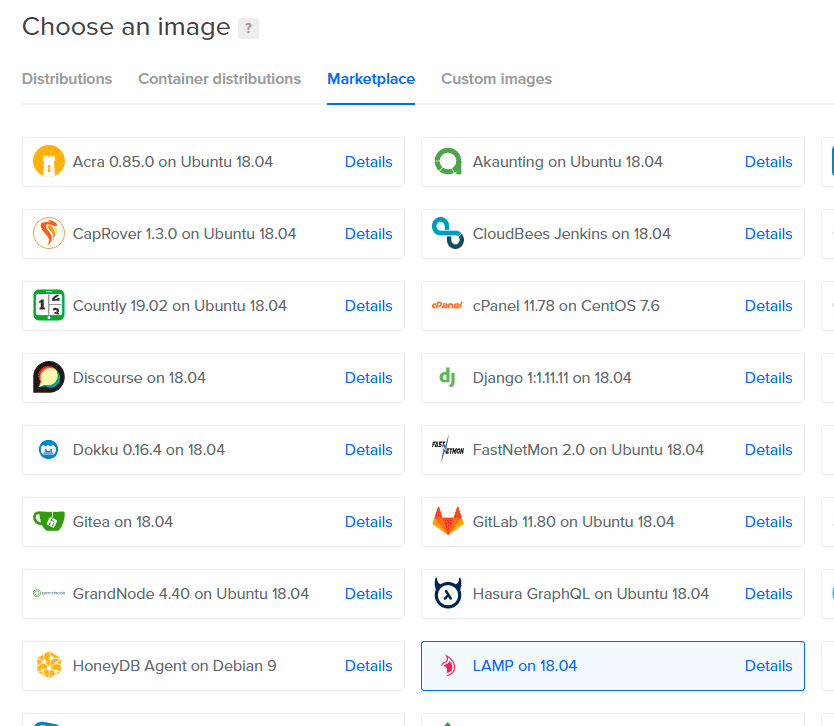 Choose an image ?
Distributions Container distributions Marketplace Custom images
Acra 0.85.0 on Ubuntu 18.04 Details Akaunting on Ubuntu 18.04 Details
CapRover 1.3.0 on Ubuntu 18.04 Details CloudBees Jenkins on 18.04 Details
1 2 3 Countly 19.02 on Ubuntu 18.04 Details cPanel cPanel 11.78 on CentOS 7.6 Details
Discourse on 18.04 Details dj Django 1:1.11.11 on 18.04 Details
Dokku 0.16.4 on 18.04 Details FASTNETMON FastNetMon 2.0 on Ubuntu 18.04 Details
Gitea on 18.04 Details GitLab 11.80 on Ubuntu 18.04 Details
grandnode GrandNode 4.40 on Ubuntu 18.04 Details λ Hasura GraphQL on Ubuntu 18.04 Details
HoneyDB Agent on Debian 9 Details LAMP on 18.04 Details